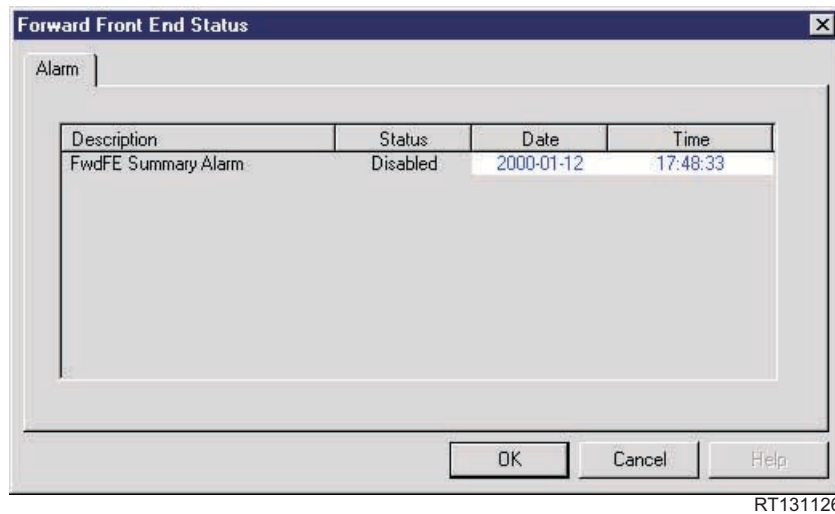 Forward Front End Status
Alarm
Description Status Date Time
FwdFE Summary Alarm Disabled 2000-01-12 17:48:33
OK Cancel Help
RT131126